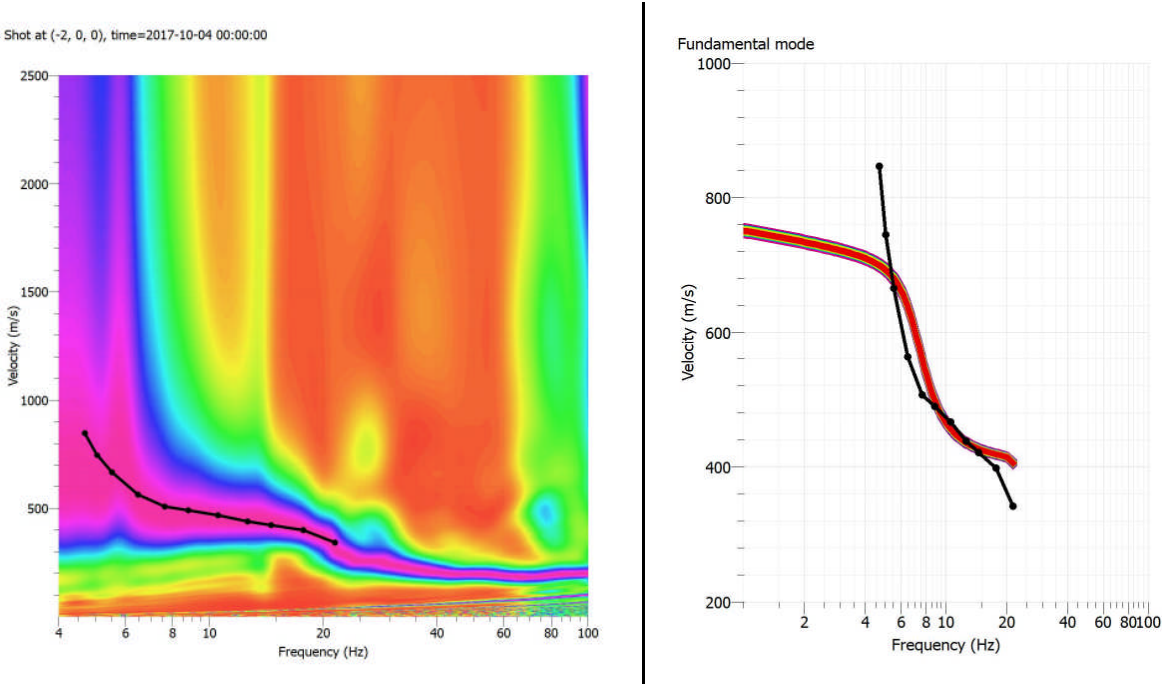 Shot at (-2, 0, 0), time=2017-10-04 00:00:00
2500
2000
1500
1000
500
Velocity (m/s)
4 6 8 10 20 40 60 80 100
Frequency (Hz)
Fundamental mode
1000
800
600
400
200
Velocity (m/s)
2 4 6 8 10 20 40 60 80100
Frequency (Hz)